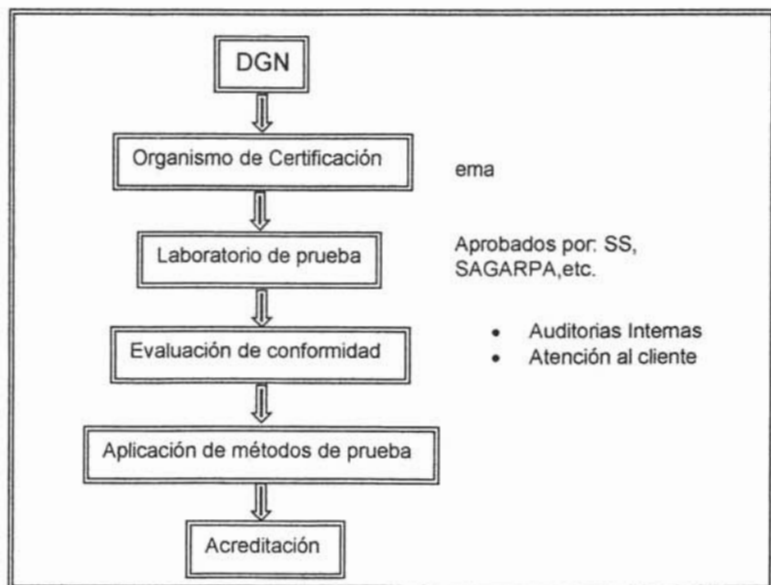 DGN
Organismo de Certificación
ema
Laboratorio de prueba
Aprobados por: SS,
SAGARPA,etc.
Evaluación de conformidad
• Auditorias Internas
• Atención al cliente
Aplicación de métodos de prueba
Acreditación